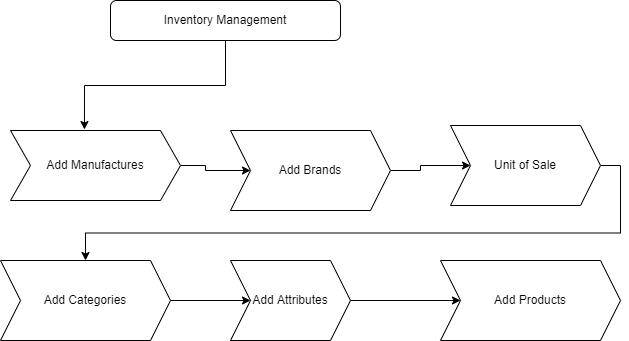 Inventory Management
Add Manufactures
Add Brands
Unit of Sale
Add Categories
Add Attributes
Add Products